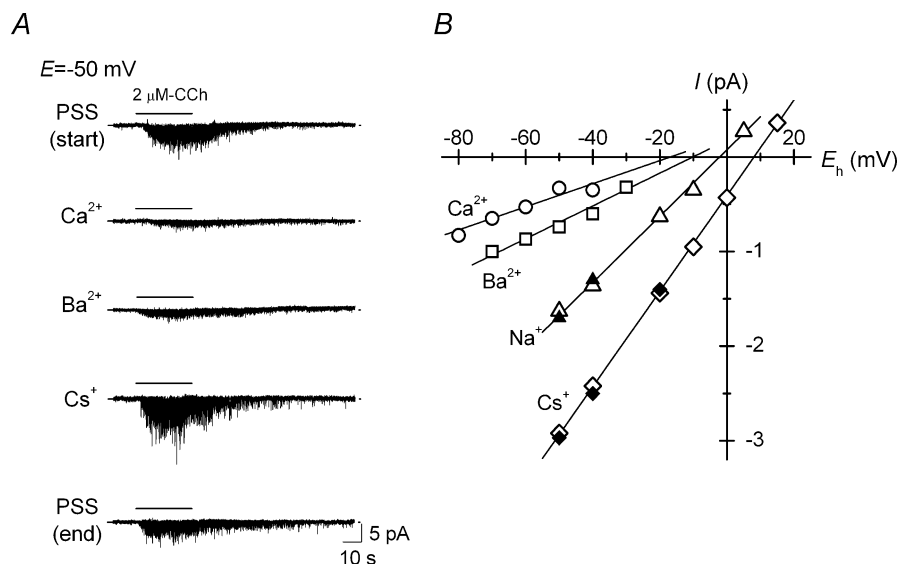 A
E=-50 mV
2 μM-CCh
PSS
(start)
Ca²⁺
Ba²⁺
Cs⁺
PSS
(end)
5 pA
10 s
B
I (pA)
-80 -60 -40 -20 0 20
Eₕ (mV)
Ca²⁺
Ba²⁺
-1
Na⁺
-2
Cs⁺
-3